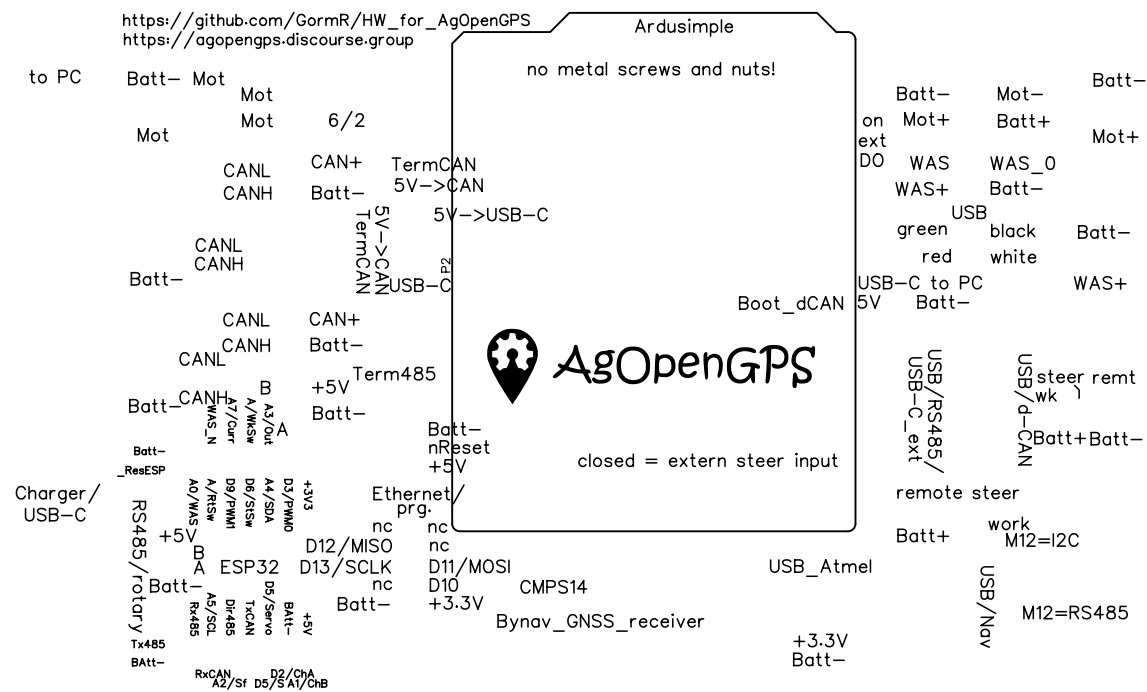 https://github.com/GormR/HW_for_AgOpenGPS
https://agopengps.discourse.group
Ardusimple
no metal screws and nuts!
to PC
Batt–
Mot
Mot
Mot
Mot
6/2
CANL
CANH
CAN+
Batt–
TermCAN
5V–>CAN
5V–>USB–C
5V–>CAN
TermCAN
P2
USB–C
CANL
CANH
Batt–
CANL
CANH
CAN+
Batt–
CANL
CANH
Batt–
Term485
+5V
Batt–
B
A
WAS_N
A7/Curr
A/WkSw
A3/Out
Batt–
_ResESP
Charger/
USB–C
A0/WAS
A/RtSw
D9/PWM1
D6/StSw
A4/SDA
D3/PWM0
+3V3
RS485/rotary
+5V
B
A
Batt–
ESP32
Rx485
A5/SCL
Dir485
TxCAN
D5/Servo
BAtt–
+5V
Tx485
BAtt–
RxCAN
A2/Sf
D2/ChA
D5/S
A1/ChB
Batt–
nReset
+5V
Ethernet/
prg.
nc
nc
D12/MISO
nc
D13/SCLK
D11/MOSI
nc
D10
Batt–
+3.3V
CMPS14
Bynav_GNSS_receiver
AgOpenGPS
closed = extern steer input
Boot_dCAN
on
ext
DO
Batt–
Mot–
Batt–
Mot+
Batt+
Mot+
WAS
WAS_0
WAS+
Batt–
USB
green
black
Batt–
red
white
USB–C to PC
WAS+
5V
Batt–
USB–C_ext
USB/RS485/
USB/d–CAN
steer
remt
wk
Batt+
Batt–
remote steer
work
Batt+
M12=I2C
USB_Atmel
USB/Nav
M12=RS485
+3.3V
Batt–